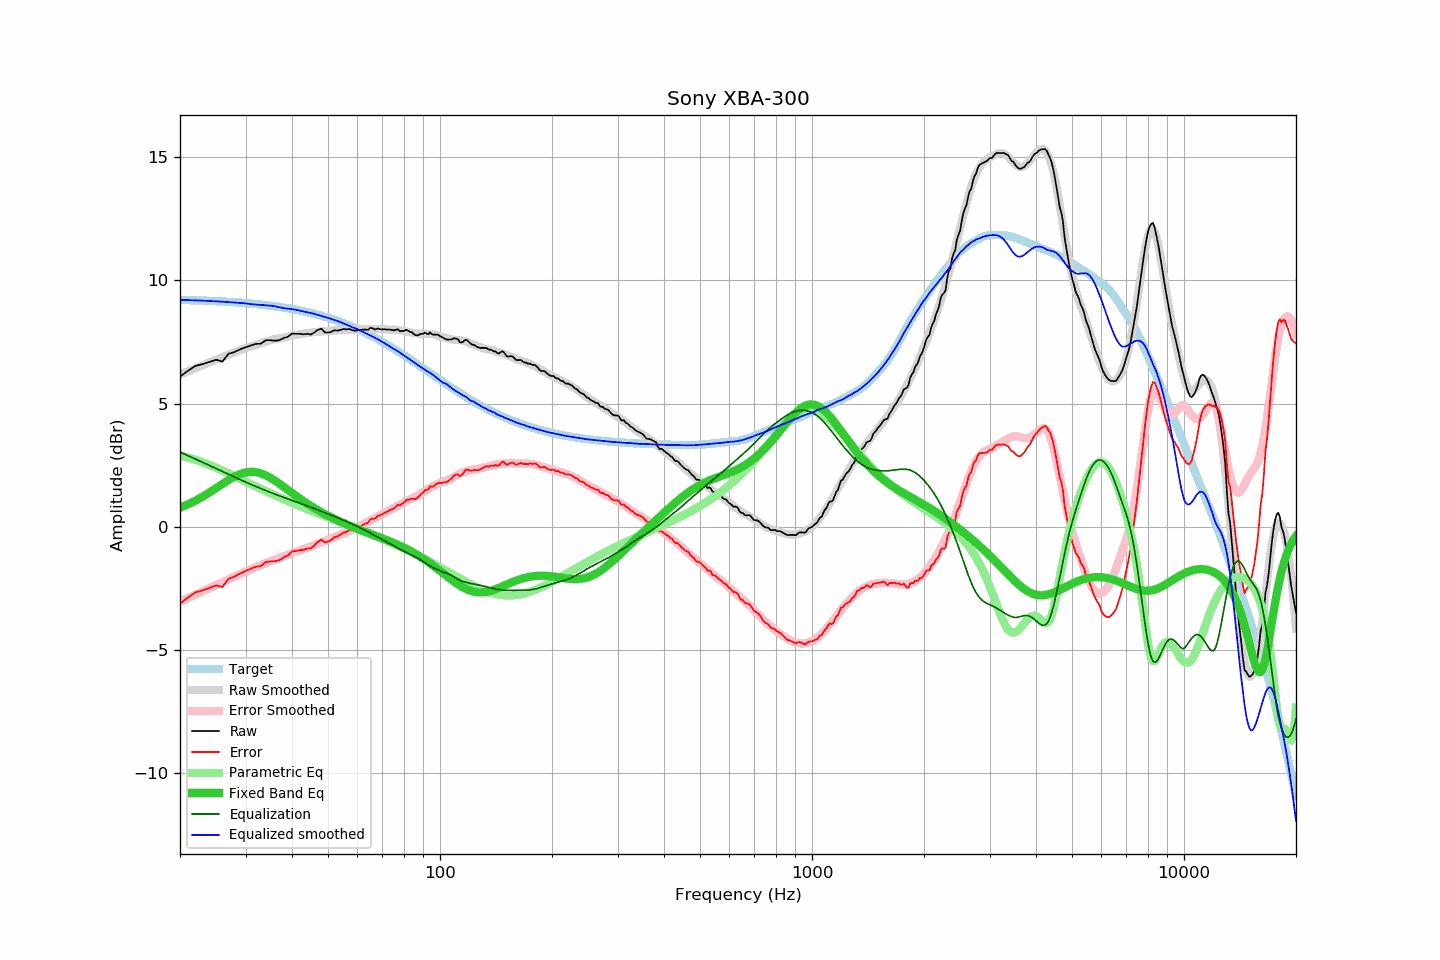 Sony XBA-300
Amplitude (dBr)
15
10
5
0
−5
−10
Target
Raw Smoothed
Error Smoothed
Raw
Error
Parametric Eq
Fixed Band Eq
Equalization
Equalized smoothed
100
1000
10000
Frequency (Hz)